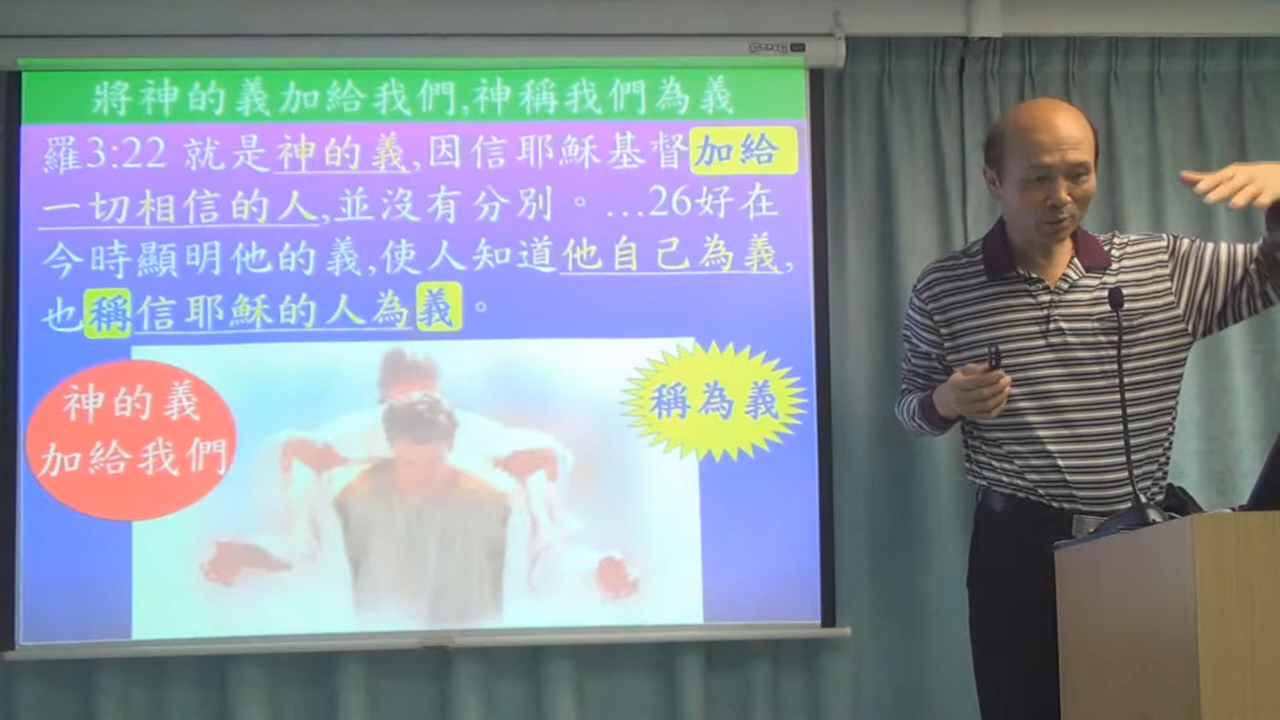 將神的義加給我們,神稱我們為義
羅3:22 就是神的義,因信耶穌基督加給
一切相信的人,並沒有分別。…26好在
今時顯明他的義,使人知道他自己為義,
也稱信耶穌的人為義。
神的義
加給我們
稱為義